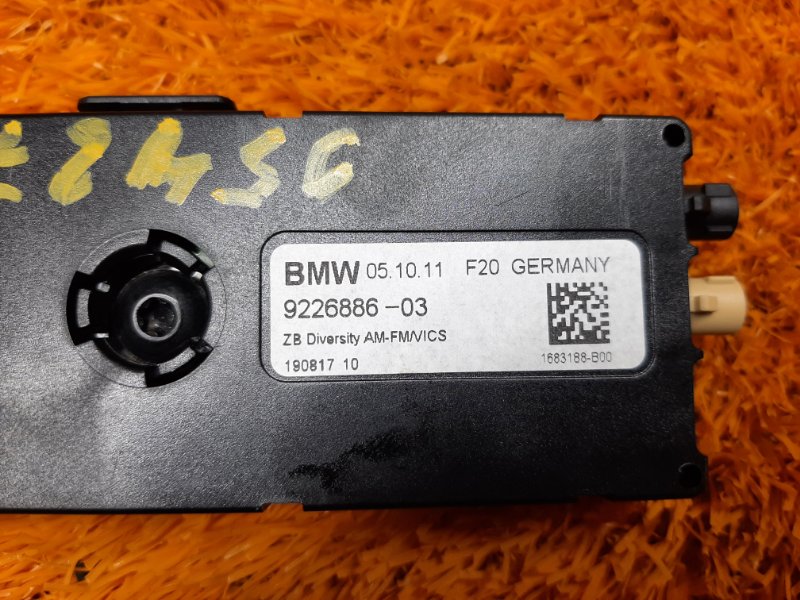 BMW 05.10.11 F20 GERMANY
9226886-03
ZB Diversity AM-FM/VICS
190817 10
1683188-B00